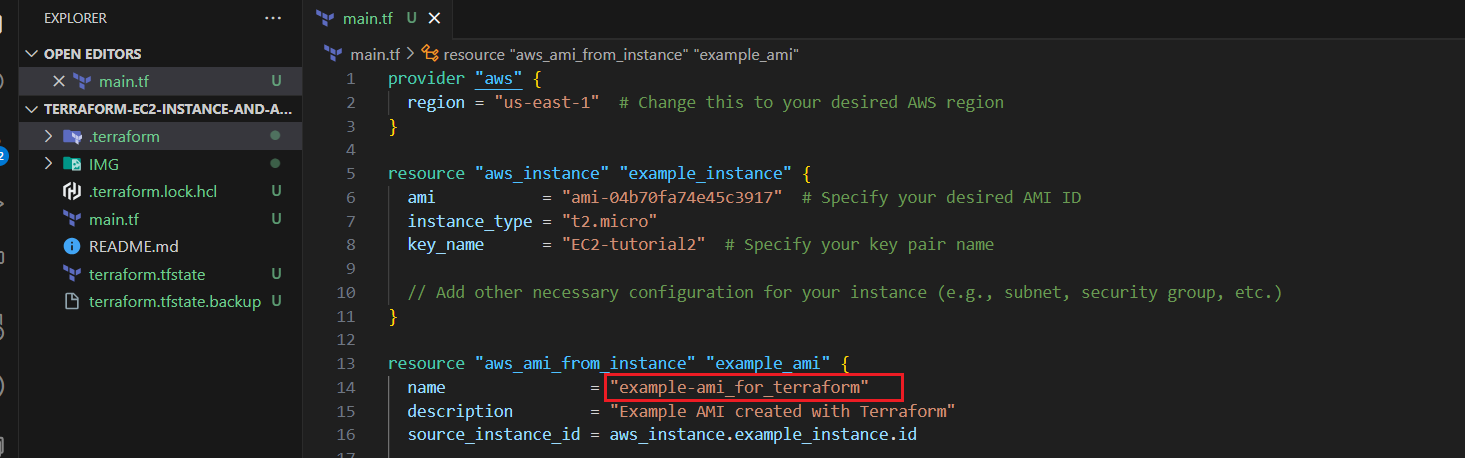 EXPLORER
···
OPEN EDITORS
main.tf U
TERRAFORM-EC2-INSTANCE-AND-A...
.terraform
IMG
.terraform.lock.hcl U
main.tf U
README.md
terraform.tfstate U
terraform.tfstate.backup U
main.tf U
main.tf > resource "aws_ami_from_instance" "example_ami"
1 provider "aws" {
2 region = "us-east-1" # Change this to your desired AWS region
3 }
4
5 resource "aws_instance" "example_instance" {
6 ami = "ami-04b70fa74e45c3917" # Specify your desired AMI ID
7 instance_type = "t2.micro"
8 key_name = "EC2-tutorial2" # Specify your key pair name
9
10 // Add other necessary configuration for your instance (e.g., subnet, security group, etc.)
11 }
12
13 resource "aws_ami_from_instance" "example_ami" {
14 name = "example-ami_for_terraform"
15 description = "Example AMI created with Terraform"
16 source_instance_id = aws_instance.example_instance.id
17